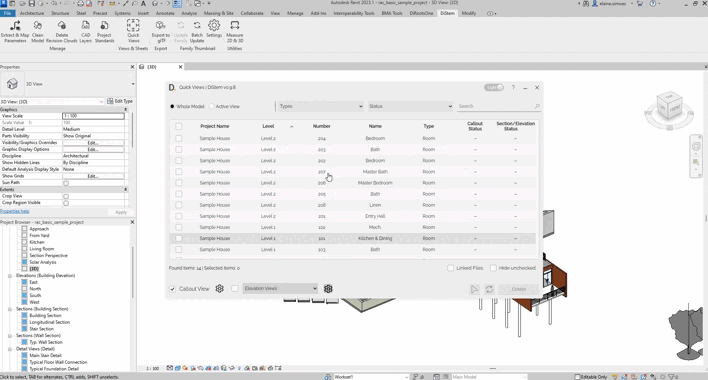 Autodesk Revit 2023.1 - rac_basic_sample_project - 3D View: {3D}
File Architecture Structure Steel Precast Systems Insert Annotate Analyze Massing & Site Collaborate View Manage Add-Ins Interoperability Tools BIMA Tools DiRootsOne DiStem Modify
Extract & Map Parameters
Clean Model
Delete Revision Clouds
CAD Layers
Project Standards
Quick Views
Export to glTF
Update Family
Batch Update
Settings
Measure 2D & 3D
Manage
Views & Sheets
glTF
Family Thumbnail
Utilities
Properties
3D View
3D View: {3D}
Edit Type
Graphics
View Scale 1 : 100
Scale Value 1: 100
Detail Level Medium
Parts Visibility Show Original
Visibility/Graphics Overrides Edit...
Graphic Display Options Edit...
Discipline Architectural
Show Hidden Lines By Discipline
Default Analysis Display Style None
Show Grids Edit...
Sun Path
Extents
Crop View
Crop Region Visible
Properties help
Apply
Project Browser - rac_basic_sample_project
Approach
From Yard
Kitchen
Living Room
Section Perspective
Solar Analysis
{3D}
Elevations (Building Elevation)
East
North
South
West
Sections (Building Section)
Building Section
Longitudinal Section
Stair Section
Sections (Wall Section)
Typ. Wall Section
Detail Views (Detail)
Main Stair Detail
Typical Floor Wall Connection
Typical Foundation Detail
{3D}
Quick Views | DiStem v0.9.8
Light
Whole Model Active View Types Status Search
Project Name Level Number Name Type Callout Status Section/Elevation Status
Sample House Level 2 204 Bedroom Room – –
Sample House Level 2 203 Bath Room – –
Sample House Level 2 202 Bedroom Room – –
Sample House Level 2 207 Master Bath Room – –
Sample House Level 2 206 Master Bedroom Room – –
Sample House Level 2 205 Bath Room – –
Sample House Level 2 208 Linen Room – –
Sample House Level 2 201 Entry Hall Room – –
Sample House Level 1 102 Mech Room – –
Sample House Level 1 101 Kitchen & Dining Room – –
Sample House Level 1 103 Bath Room – –
Found items: 14 | Selected items: 0
Linked Files Hide unchecked
Callout View Elevation Views Delete
1 : 100
Click to select, TAB for alternates, CTRL adds, SHIFT unselects.
Workset1
Main Model
Editable Only